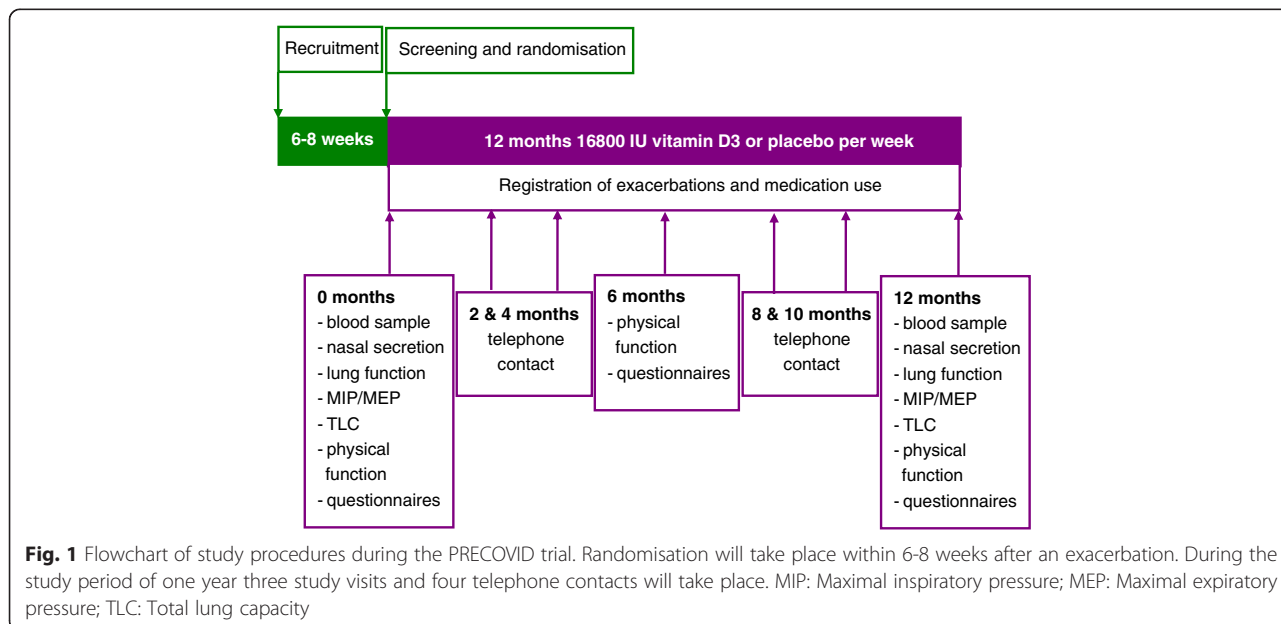 Recruitment
Screening and randomisation
6-8 weeks
12 months 16800 IU vitamin D3 or placebo per week
Registration of exacerbations and medication use
0 months
- blood sample
- nasal secretion
- lung function
- MIP/MEP
- TLC
- physical
function
- questionnaires
2 & 4 months
telephone
contact
6 months
- physical
function
- questionnaires
8 & 10 months
telephone
contact
12 months
- blood sample
- nasal secretion
- lung function
- MIP/MEP
- TLC
- physical
function
- questionnaires
Fig. 1 Flowchart of study procedures during the PRECOVID trial. Randomisation will take place within 6-8 weeks after an exacerbation. During the
study period of one year three study visits and four telephone contacts will take place. MIP: Maximal inspiratory pressure; MEP: Maximal expiratory
pressure; TLC: Total lung capacity